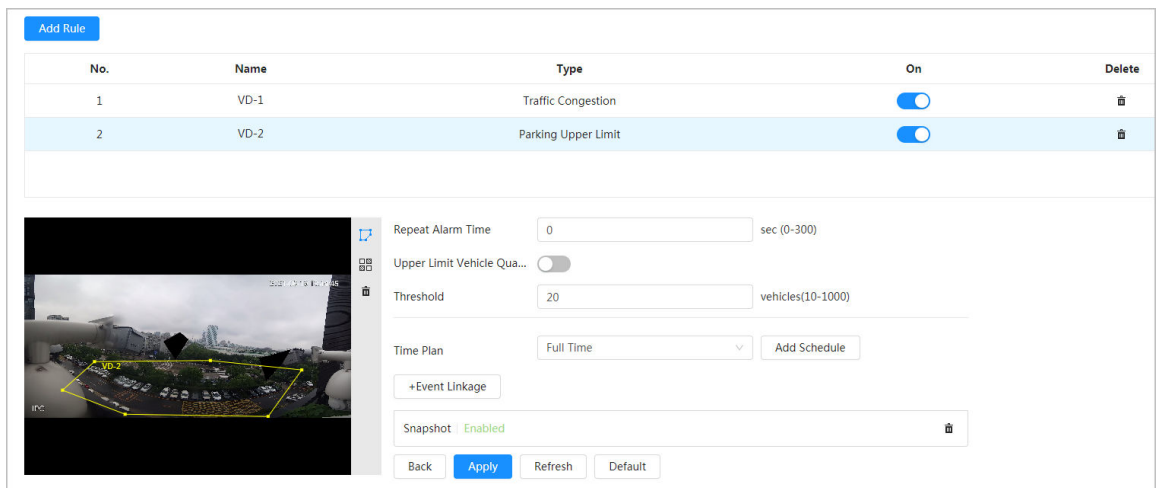 Add Rule
No. Name Type On Delete
1 VD-1 Traffic Congestion
2 VD-2 Parking Upper Limit
Repeat Alarm Time 0 sec (0-300)
Upper Limit Vehicle Qua...
Threshold 20 vehicles(10-1000)
Time Plan Full Time Add Schedule
VD-2
+Event Linkage
IPC
Snapshot Enabled
Back Apply Refresh Default